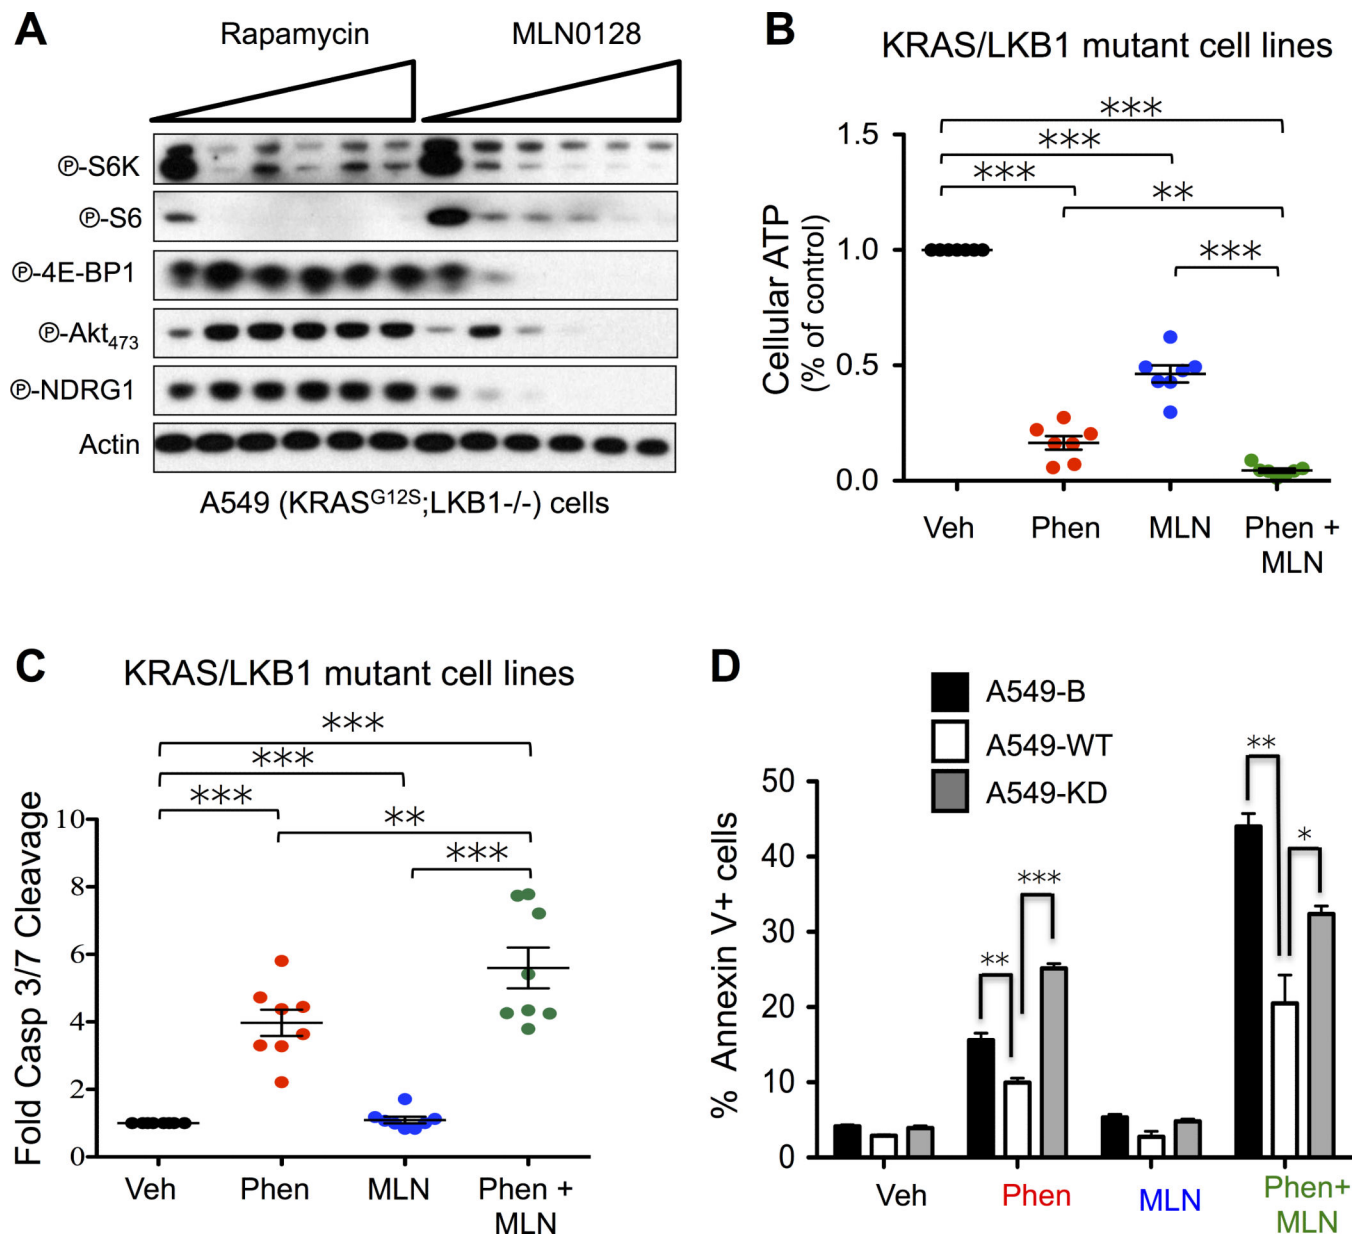 A
Rapamycin MLN0128
Ⓟ-S6K
Ⓟ-S6
Ⓟ-4E-BP1
Ⓟ-Akt473
Ⓟ-NDRG1
Actin
A549 (KRASG12S;LKB1-/-) cells
B
KRAS/LKB1 mutant cell lines
Cellular ATP
(% of control)
1.5
1.0
0.5
0.0
***
***
***
**
***
Veh Phen MLN Phen +
MLN
C
KRAS/LKB1 mutant cell lines
Fold Casp 3/7 Cleavage
10
8
6
4
2
0
***
***
***
**
***
Veh Phen MLN Phen +
MLN
D
A549-B
A549-WT
A549-KD
% Annexin V+ cells
50
40
30
20
10
0
**
***
**
*
Veh Phen MLN Phen+
MLN